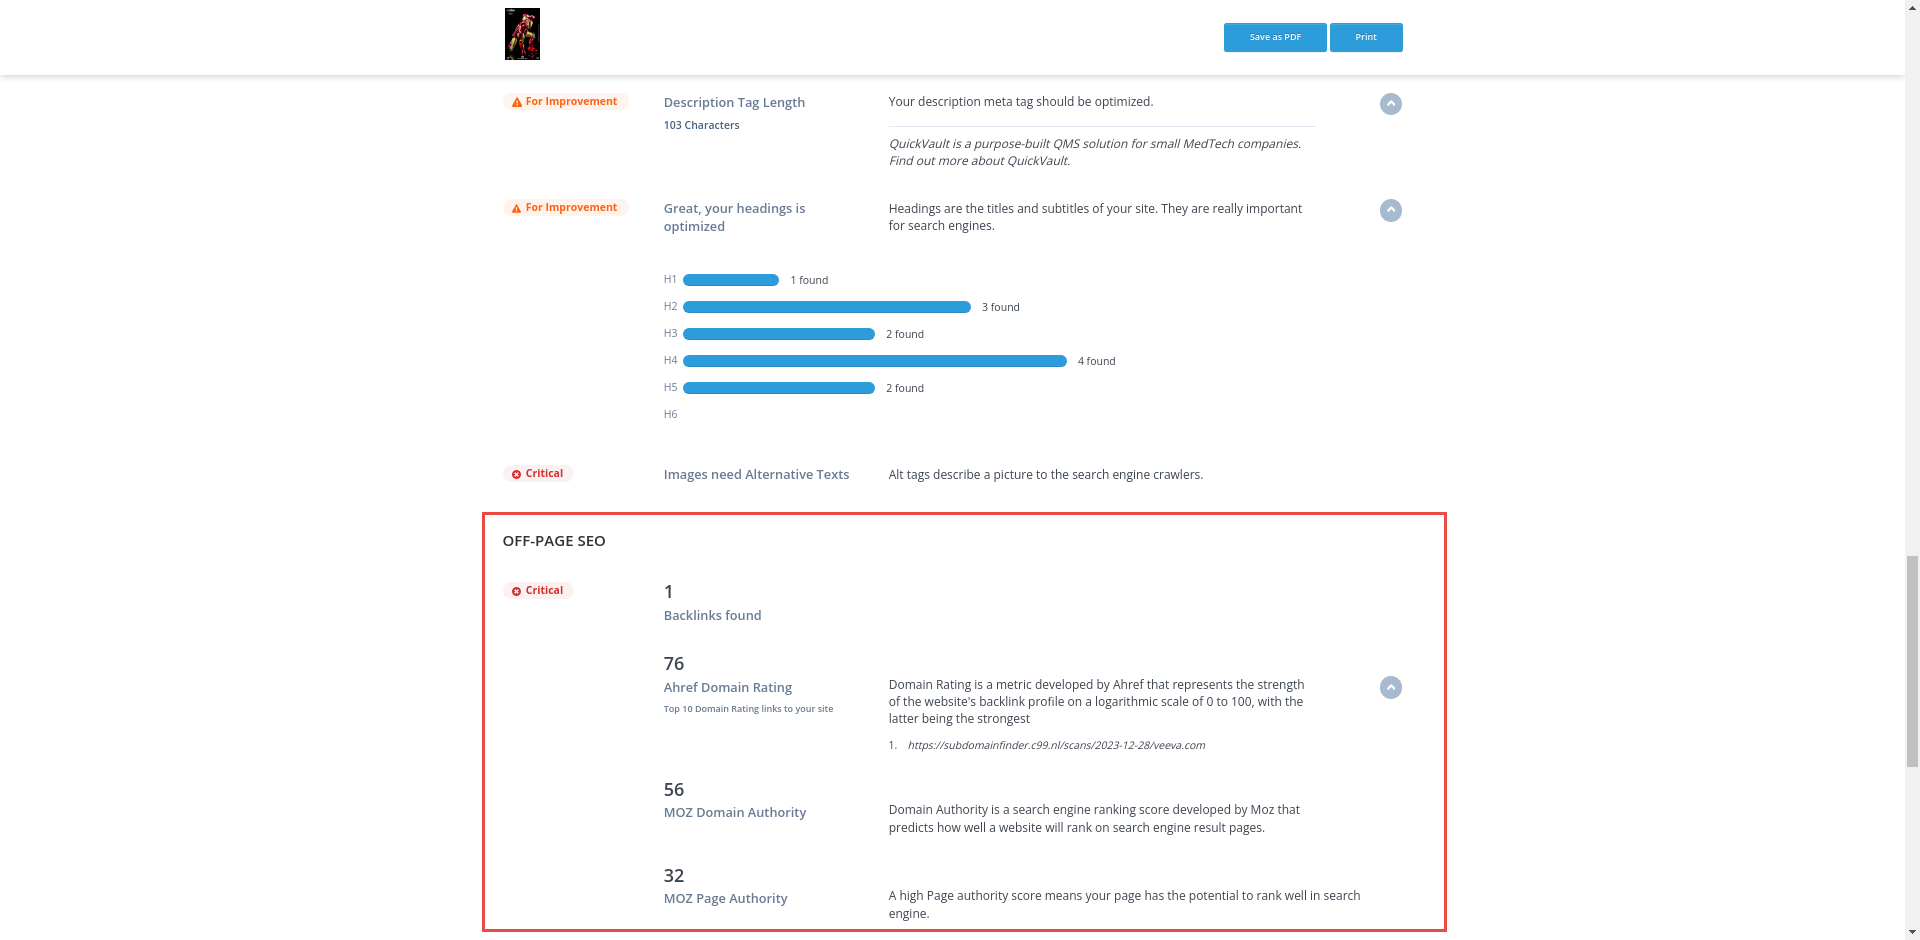 Save as PDF
Print
For Improvement
Description Tag Length
103 Characters
Your description meta tag should be optimized.
QuickVault is a purpose-built QMS solution for small MedTech companies.
Find out more about QuickVault.
For Improvement
Great, your headings is
optimized
Headings are the titles and subtitles of your site. They are really important
for search engines.
H1 1 found
H2 3 found
H3 2 found
H4 4 found
H5 2 found
H6
Critical
Images need Alternative Texts
Alt tags describe a picture to the search engine crawlers.
OFF-PAGE SEO
Critical
1
Backlinks found
76
Ahref Domain Rating
Top 10 Domain Rating links to your site
Domain Rating is a metric developed by Ahref that represents the strength
of the website's backlink profile on a logarithmic scale of 0 to 100, with the
latter being the strongest
1. https://subdomainfinder.c99.nl/scans/2023-12-28/veeva.com
56
MOZ Domain Authority
Domain Authority is a search engine ranking score developed by Moz that
predicts how well a website will rank on search engine result pages.
32
MOZ Page Authority
A high Page authority score means your page has the potential to rank well in search
engine.